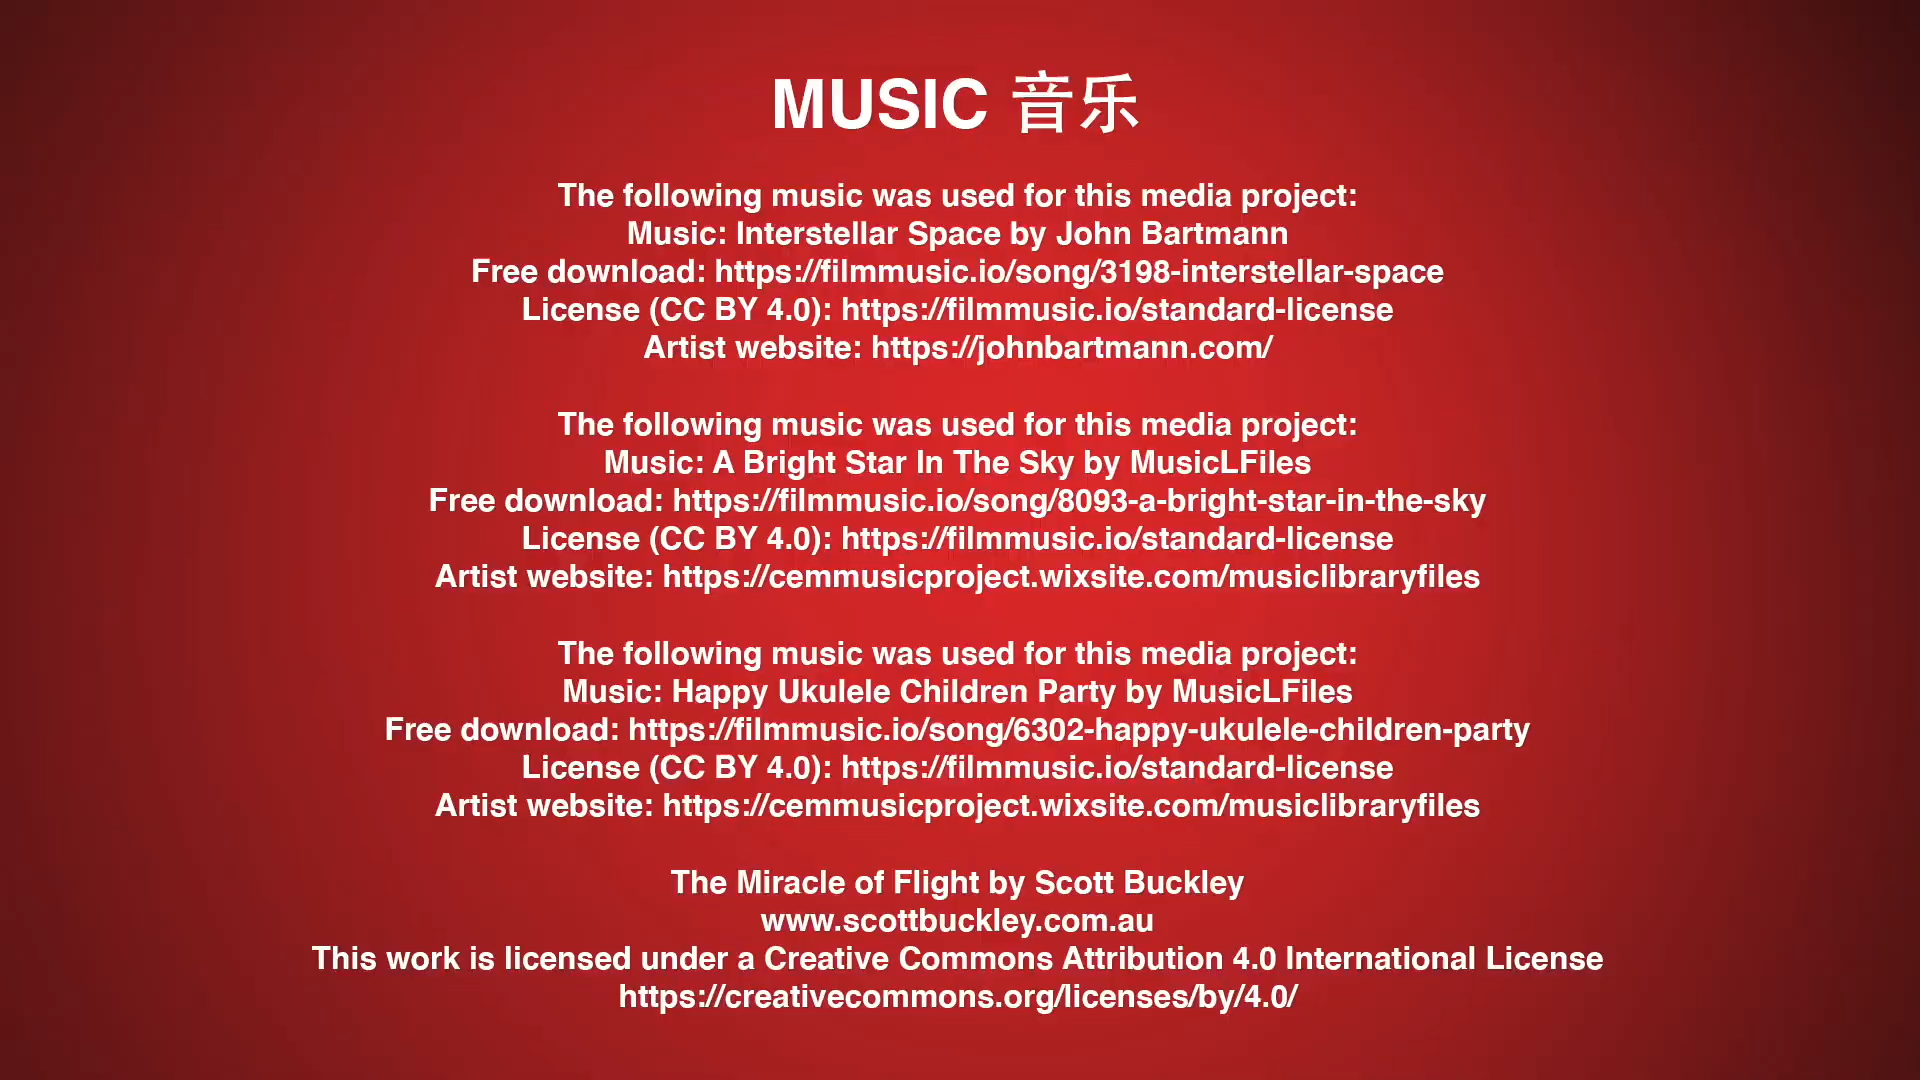 MUSIC 音乐
The following music was used for this media project:
Music: Interstellar Space by John Bartmann
Free download: https://filmmusic.io/song/3198-interstellar-space
License (CC BY 4.0): https://filmmusic.io/standard-license
Artist website: https://johnbartmann.com/
The following music was used for this media project:
Music: A Bright Star In The Sky by MusicLFiles
Free download: https://filmmusic.io/song/8093-a-bright-star-in-the-sky
License (CC BY 4.0): https://filmmusic.io/standard-license
Artist website: https://cemmusicproject.wixsite.com/musiclibraryfiles
The following music was used for this media project:
Music: Happy Ukulele Children Party by MusicLFiles
Free download: https://filmmusic.io/song/6302-happy-ukulele-children-party
License (CC BY 4.0): https://filmmusic.io/standard-license
Artist website: https://cemmusicproject.wixsite.com/musiclibraryfiles
The Miracle of Flight by Scott Buckley
www.scottbuckley.com.au
This work is licensed under a Creative Commons Attribution 4.0 International License
https://creativecommons.org/licenses/by/4.0/